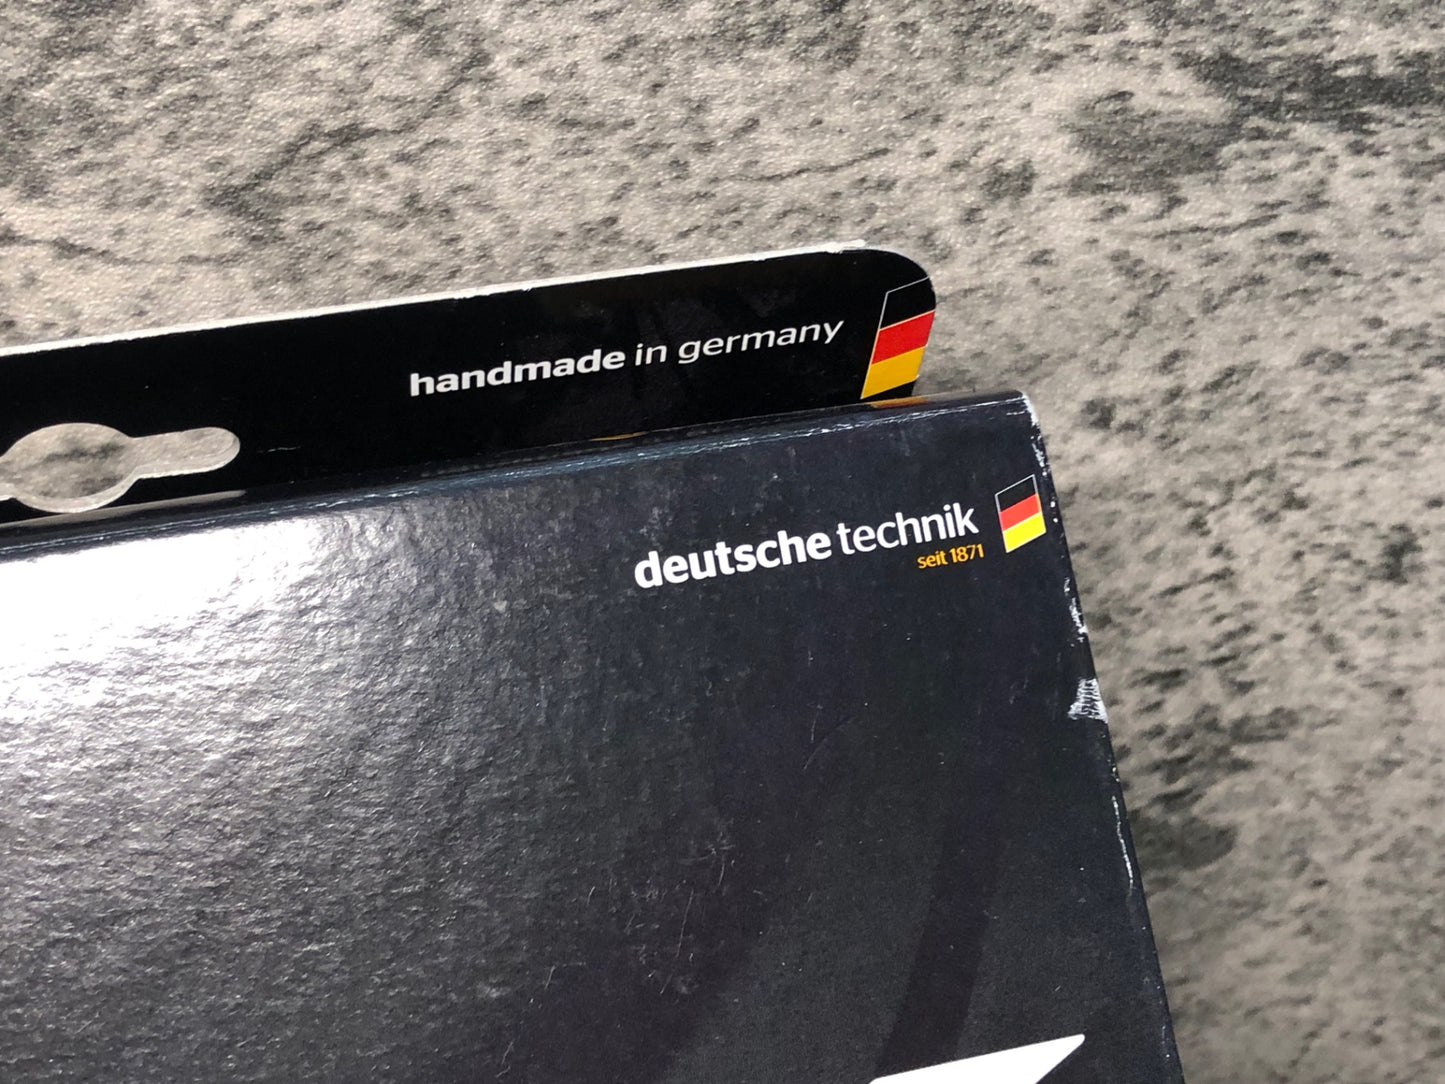 handmade in germany
deutsche technik
seit 1871